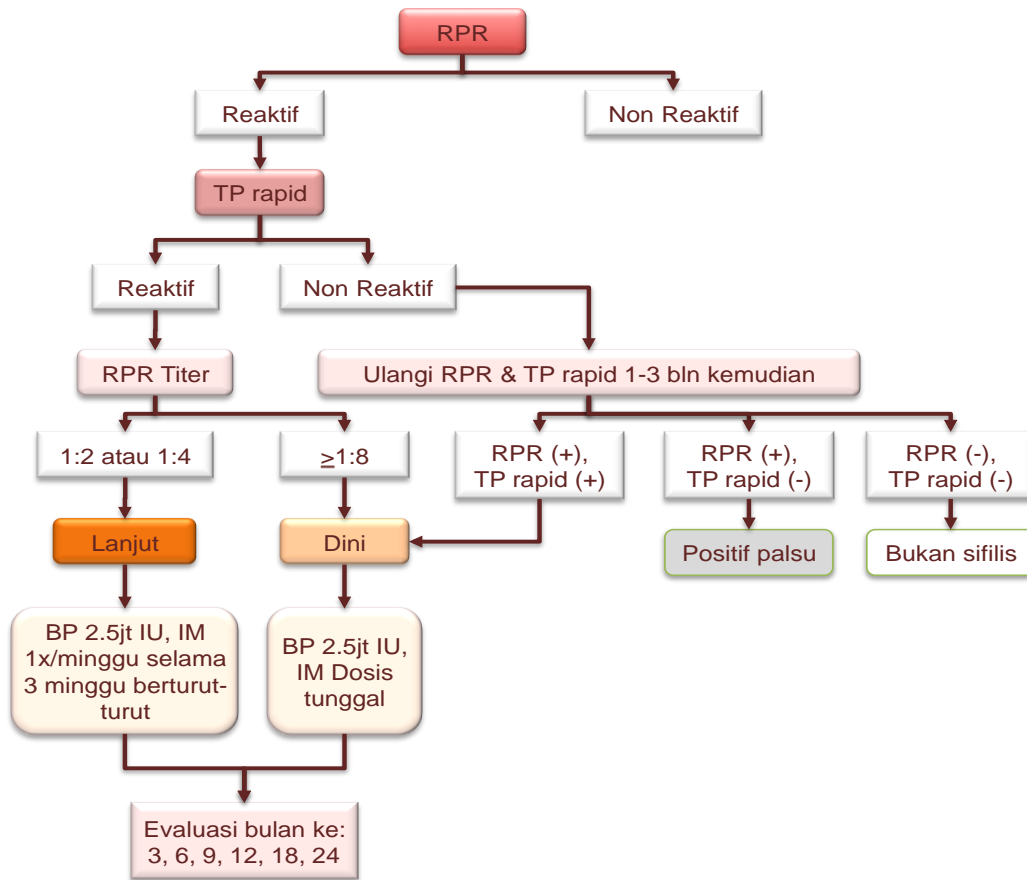 RPR
Reaktif
Non Reaktif
TP rapid
Reaktif
Non Reaktif
RPR Titer
Ulangi RPR & TP rapid 1-3 bln kemudian
1:2 atau 1:4
≥1:8
RPR (+),
TP rapid (+)
RPR (+),
TP rapid (-)
RPR (-),
TP rapid (-)
Lanjut
Dini
Positif palsu
Bukan sifilis
BP 2.5jt IU, IM
1x/minggu selama
3 minggu berturut-
turut
BP 2.5jt IU,
IM Dosis
tunggal
Evaluasi bulan ke:
3, 6, 9, 12, 18, 24